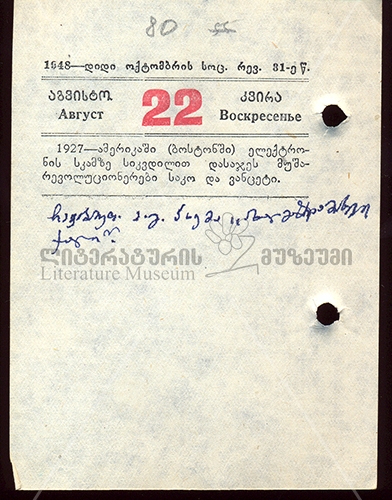 80
1948—დიდი ოქტომბრის სოც. რევ. 31-ე წ.
აგვისტო 22 კვირა
Август Воскресенье
1927—ამერიკაში (ბოსტონში) ელექტრო-
ნის სკამზე სიკვდილით დასაჯეს მუშა-
რევოლუციონერები საკო და ვანცეტი.
ლიტერატურის მუზეუმი
Literature Museum